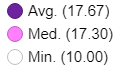 Avg. (17.67)
Med. (17.30)
Min. (10.00)